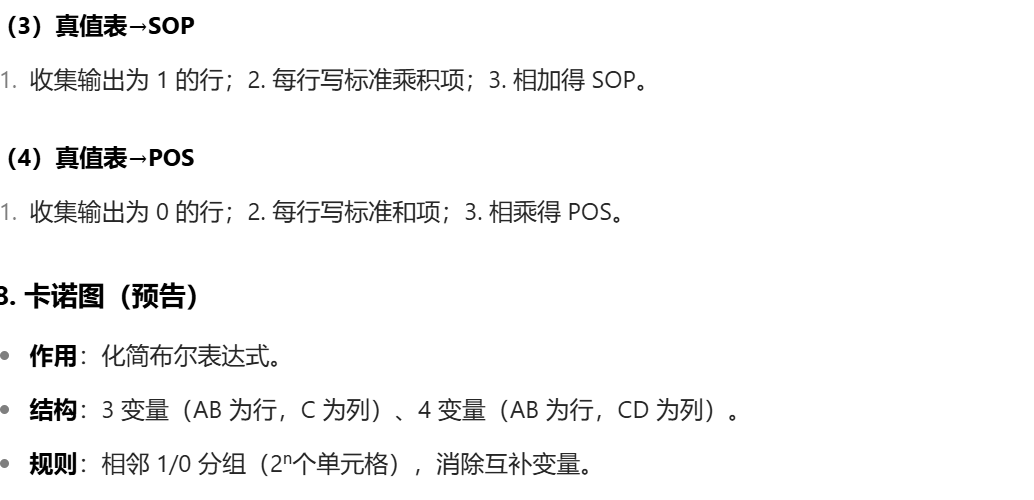 （3）真值表→SOP
1. 收集输出为 1 的行；2. 每行写标准乘积项；3. 相加得 SOP。
（4）真值表→POS
1. 收集输出为 0 的行；2. 每行写标准和项；3. 相乘得 POS。
3. 卡诺图（预告）
• 作用：化简布尔表达式。
• 结构：3 变量（AB 为行，C 为列）、4 变量（AB 为行，CD 为列）。
• 规则：相邻 1/0 分组（2ⁿ个单元格），消除互补变量。